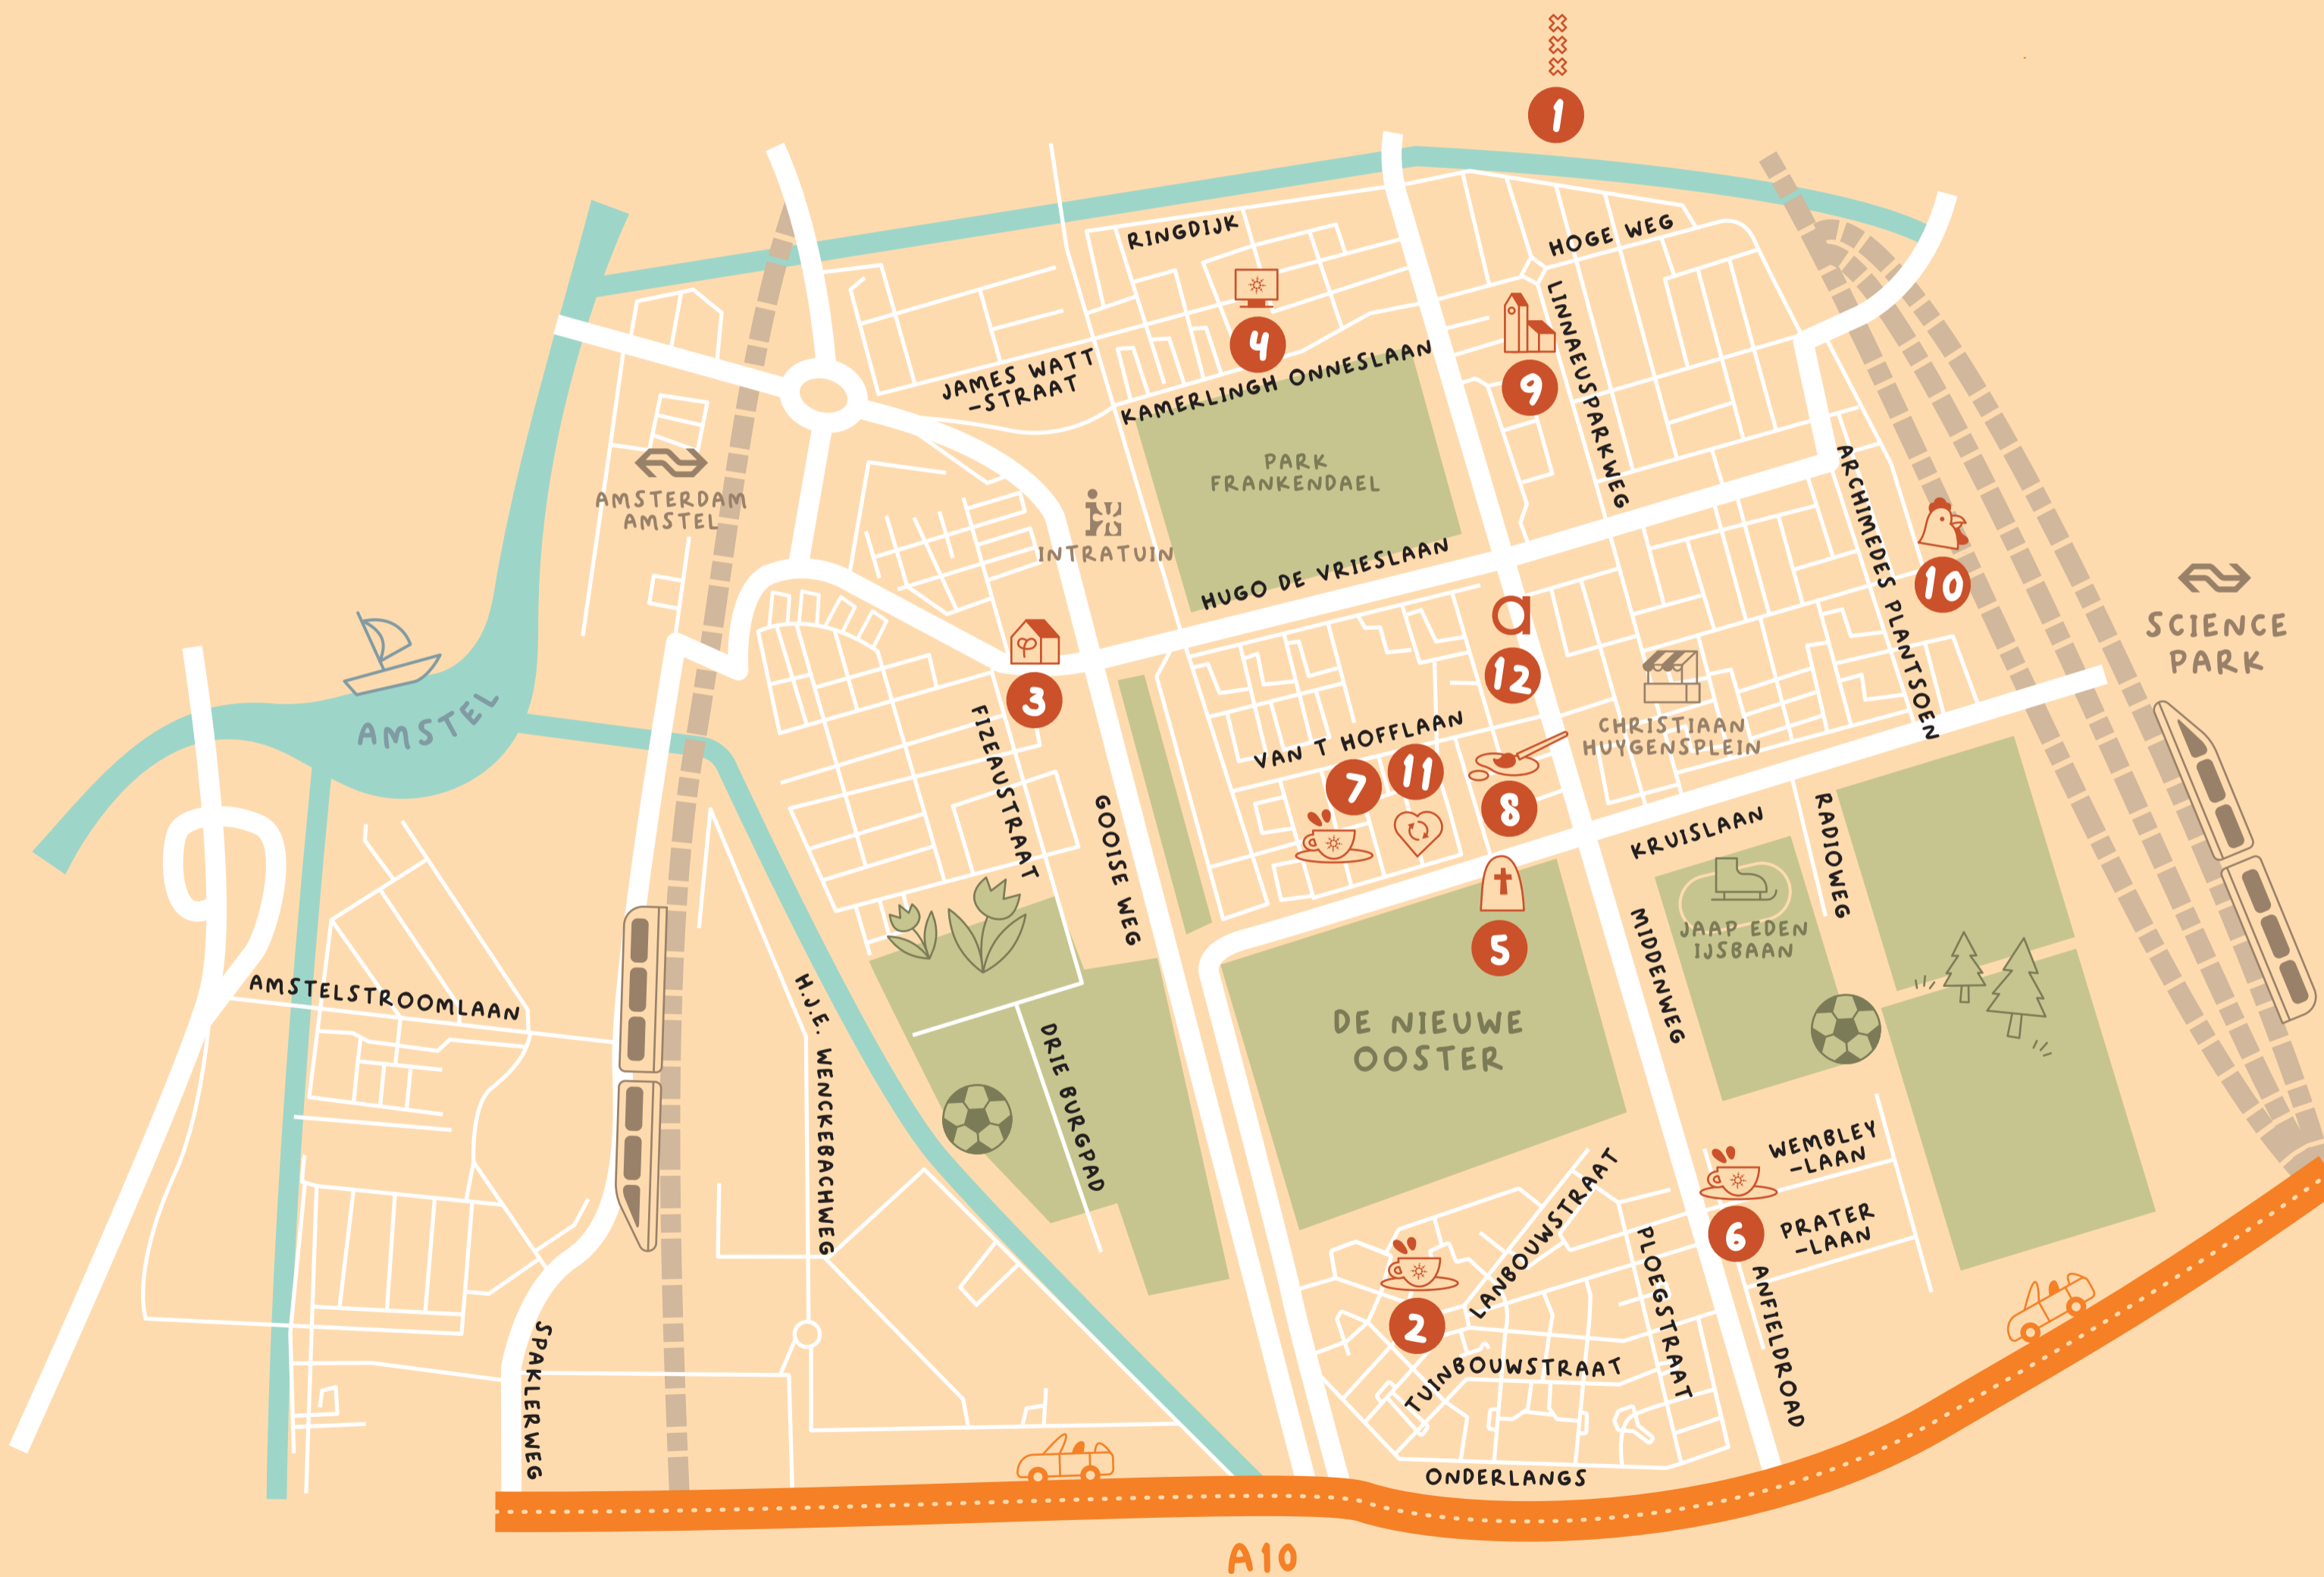 1
RINGDIJK
HOGE WEG
4
LINNAEUSPARKWEG
JAMES WATT
-STRAAT
KAMERLINGH ONNESLAAN
9
PARK
FRANKENDAEL
AMSTERDAM
AMSTEL
INTRATUIN
ARCHIMEDES PLANTSOEN
10
HUGO DE VRIESLAAN
SCIENCE
PARK
a
12
3
AMSTEL
FIZEAUSTRAAT
VAN T HOFFLAAN
CHRISTIAAN
HUYGENSPLEIN
7
11
8
GOOISE WEG
KRUISLAAN
RADIOWEG
5
MIDDENWEG
JAAP EDEN
IJSBAAN
AMSTELSTROOMLAAN
H.J.E. WENCKEBACHWEG
DRIE BURGPAD
DE NIEUWE
OOSTER
WEMBLEY
-LAAN
6
PRATER
-LAAN
LANBOUWSTRAAT
PLOEGSTRAAT
2
ANFIELDROAD
TUINBOUWSTRAAT
SPAKLERWEG
ONDERLANGS
A10